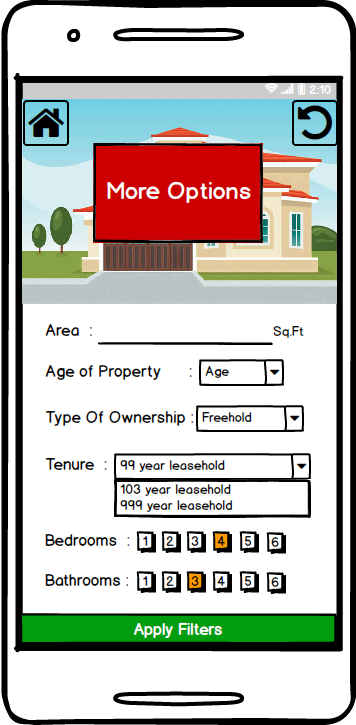 2:10
More Options
Area : Sq.Ft
Age of Property : Age
Type Of Ownership : Freehold
Tenure : 99 year leasehold
103 year leasehold
999 year leasehold
Bedrooms : 1 2 3 4 5 6
Bathrooms : 1 2 3 4 5 6
Apply Filters